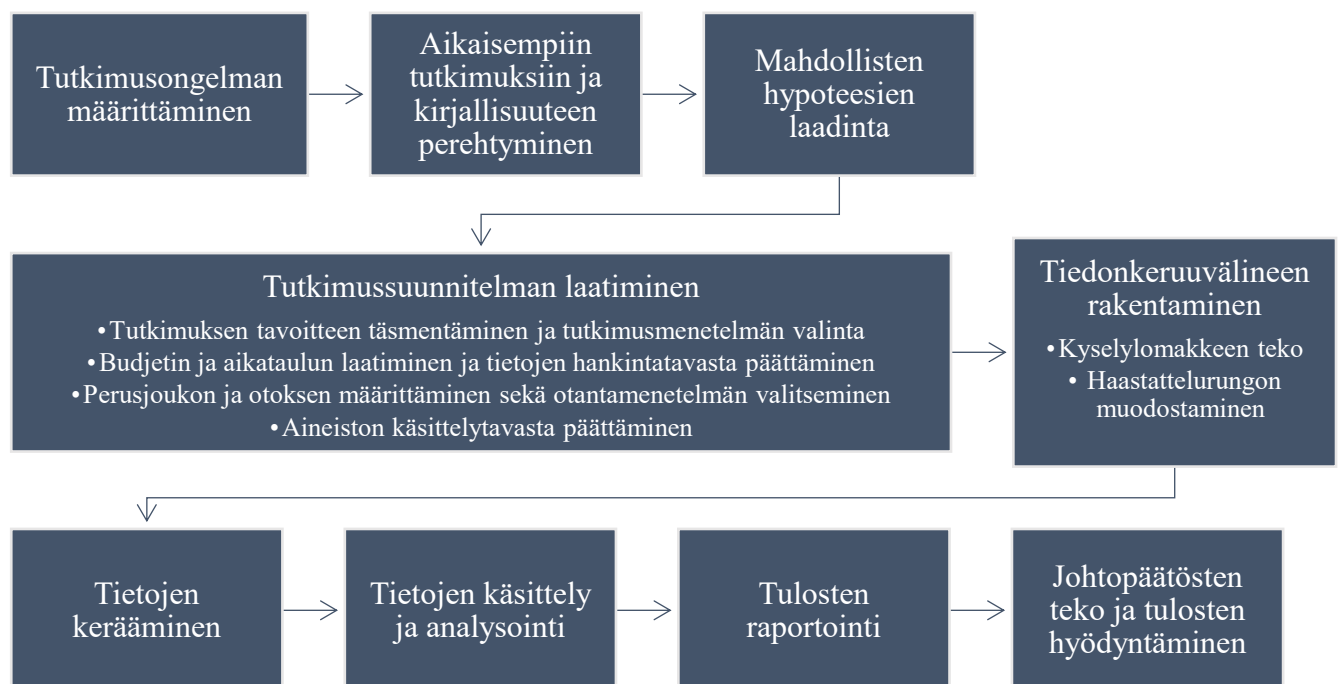 Tutkimusongelman
määrittäminen
Aikaisempiin
tutkimuksiin ja
kirjallisuuteen
perehtyminen
Mahdollisten
hypoteesien
laadinta
Tutkimussuunnitelman laatiminen
•Tutkimuksen tavoitteen täsmentäminen ja tutkimusmenetelmän valinta
•Budjetin ja aikataulun laatiminen ja tietojen hankintatavasta päättäminen
•Perusjoukon ja otoksen määrittäminen sekä otantamenetelmän valitseminen
•Aineiston käsittelytavasta päättäminen
Tiedonkeruuvälineen
rakentaminen
•Kyselylomakkeen teko
• Haastattelurungon
muodostaminen
Tietojen
kerääminen
Tietojen käsittely
ja analysointi
Tulosten
raportointi
Johtopäätösten
teko ja tulosten
hyödyntäminen